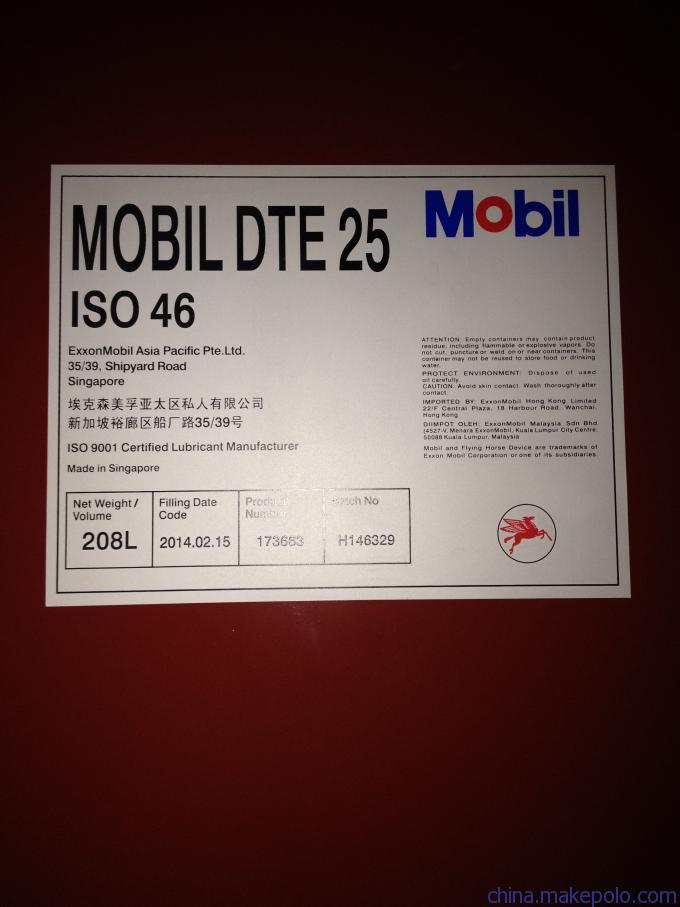 MOBIL DTE 25
Mobil
ISO 46
ExxonMobil Asia Pacific Pte.Ltd.
35/39, Shipyard Road
Singapore
埃克森美孚亚太区私人有限公司
新加坡裕廊区船厂路35/39号
ISO 9001 Certified Lubricant Manufacturer
Made in Singapore
ATTENTION: Empty containers may contain product
residue, including flammable or explosive vapors. Do
not cut, puncture or weld on or near containers. This
container may not be reused to store food or drinking
water.
PROTECT ENVIRONMENT: Dispose of used
oil carefully.
CAUTION: Avoid skin contact. Wash thoroughly after
contact.
IMPORTED BY: ExxonMobil Hong Kong Limited
22/F Central Plaza, 18 Harbour Road, Wanchai,
Hong Kong
DIIMPOT OLEH: ExxonMobil Malaysia Sdn Bhd
(4527-V, Menara ExxonMobil, Kuala Lumpur City Centre,
50088 Kuala Lumpur, Malaysia
Mobil and Flying Horse Device are trademarks of
Exxon Mobil Corporation or one of its subsidiaries.
Net Weight /
Volume
208L
Filling Date
Code
2014.02.15
Product
Number
173663
Batch No
H146329
china.makepolo.com